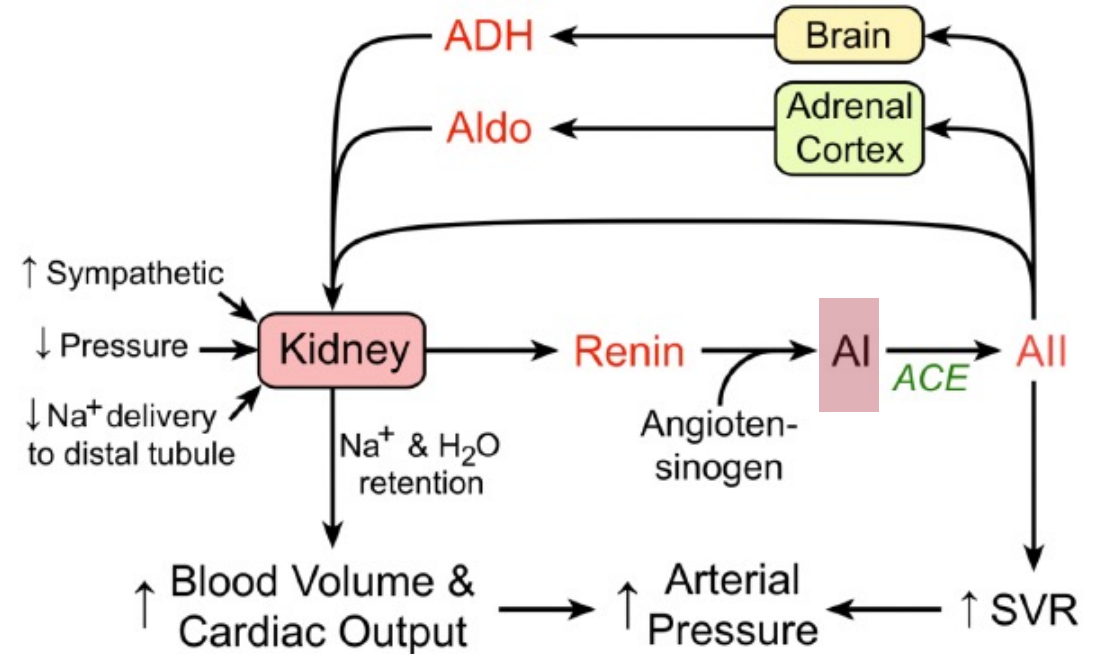 ADH
Brain
Aldo
Adrenal
Cortex
↑ Sympathetic
↓ Pressure
↓ Na⁺ delivery
to distal tubule
Kidney
Renin
AI
ACE
AII
Angioten-
sinogen
Na⁺ & H₂O
retention
↑ Blood Volume &
Cardiac Output
↑ Arterial
Pressure
↑ SVR